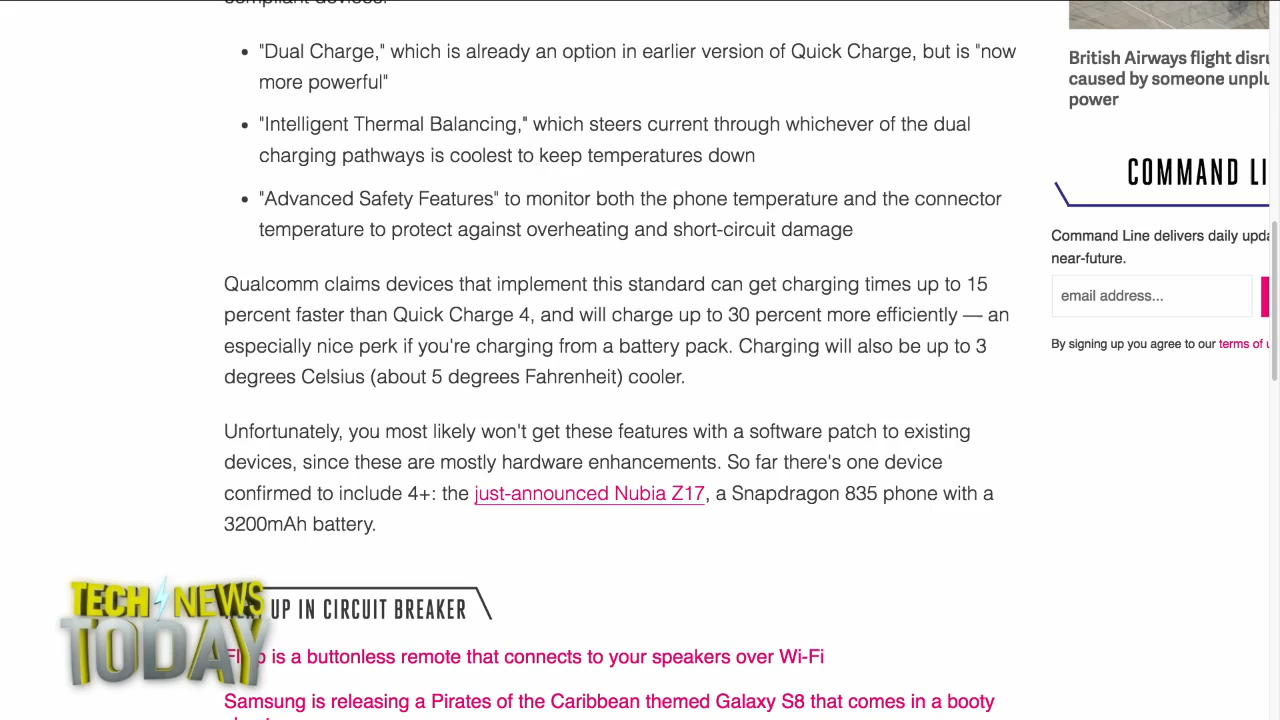 "Dual Charge," which is already an option in earlier version of Quick Charge, but is "now
more powerful"
"Intelligent Thermal Balancing," which steers current through whichever of the dual
charging pathways is coolest to keep temperatures down
"Advanced Safety Features" to monitor both the phone temperature and the connector
temperature to protect against overheating and short-circuit damage
Qualcomm claims devices that implement this standard can get charging times up to 15
percent faster than Quick Charge 4, and will charge up to 30 percent more efficiently — an
especially nice perk if you're charging from a battery pack. Charging will also be up to 3
degrees Celsius (about 5 degrees Fahrenheit) cooler.
Unfortunately, you most likely won't get these features with a software patch to existing
devices, since these are mostly hardware enhancements. So far there's one device
confirmed to include 4+: the just-announced Nubia Z17, a Snapdragon 835 phone with a
3200mAh battery.
UP IN CIRCUIT BREAKER
is a buttonless remote that connects to your speakers over Wi-Fi
Samsung is releasing a Pirates of the Caribbean themed Galaxy S8 that comes in a booty
TECH NEWS
TODAY
British Airways flight
caused by someone
power
COMMAND
Command Line delivers daily
near-future.
email address...
By signing up you agree to our terms of